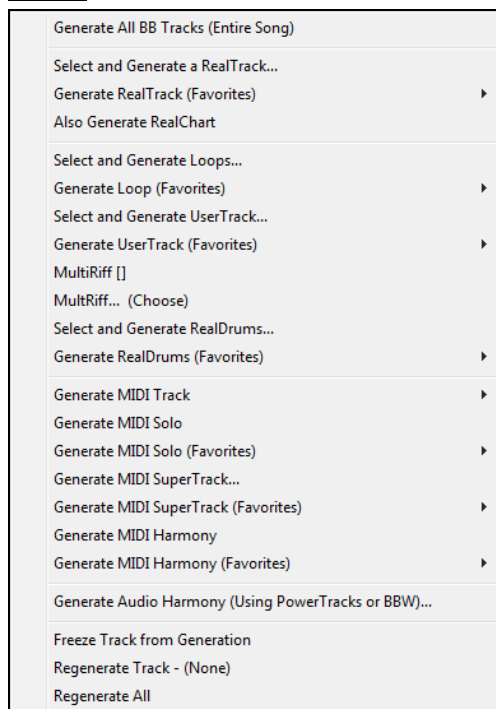 Generate All BB Tracks (Entire Song)
Select and Generate a RealTrack...
Generate RealTrack (Favorites)
Also Generate RealChart
Select and Generate Loops...
Generate Loop (Favorites)
Select and Generate UserTrack...
Generate UserTrack (Favorites)
MultiRiff []
MultRiff... (Choose)
Select and Generate RealDrums...
Generate RealDrums (Favorites)
Generate MIDI Track
Generate MIDI Solo
Generate MIDI Solo (Favorites)
Generate MIDI SuperTrack...
Generate MIDI SuperTrack (Favorites)
Generate MIDI Harmony
Generate MIDI Harmony (Favorites)
Generate Audio Harmony (Using PowerTracks or BBW)...
Freeze Track from Generation
Regenerate Track - (None)
Regenerate All